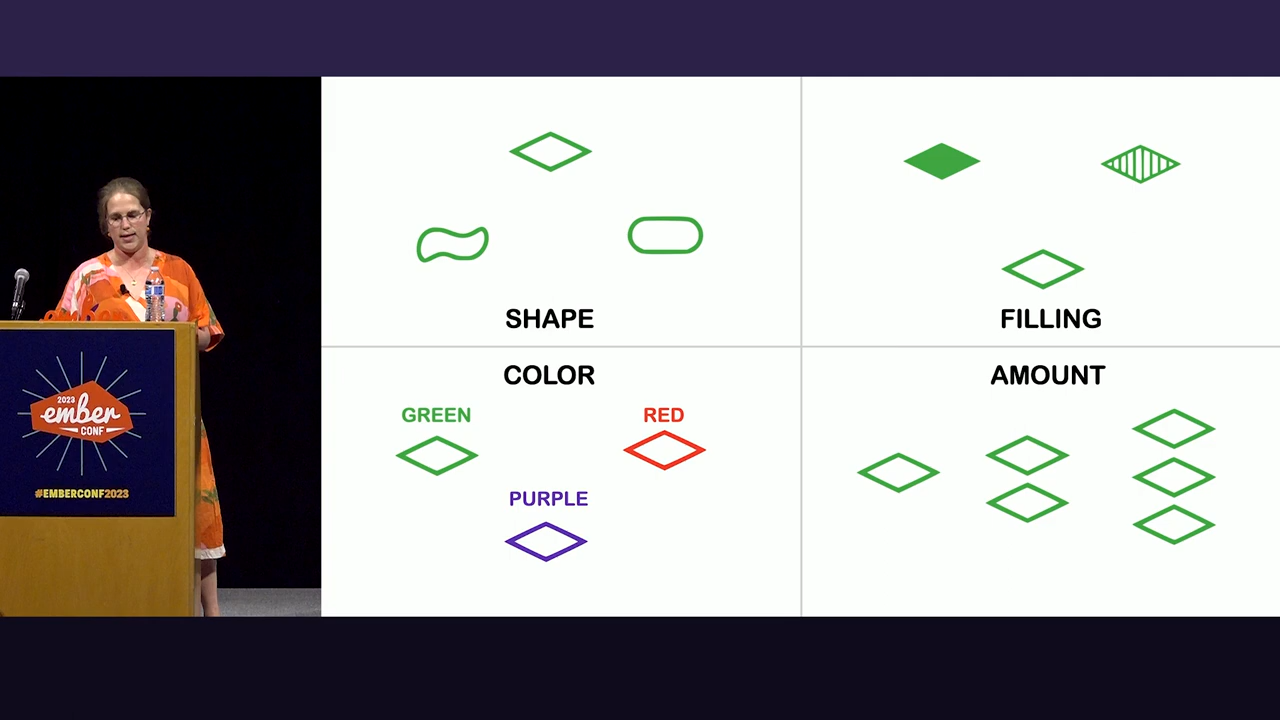 2023
ember
CONF
#EMBERCONF2023
SHAPE
FILLING
COLOR
GREEN
RED
PURPLE
AMOUNT